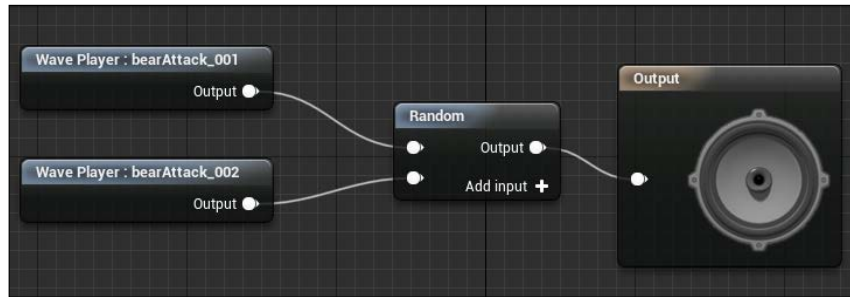 Wave Player : bearAttack_001
Output
Wave Player : bearAttack_002
Output
Random
Output
Add input
Output